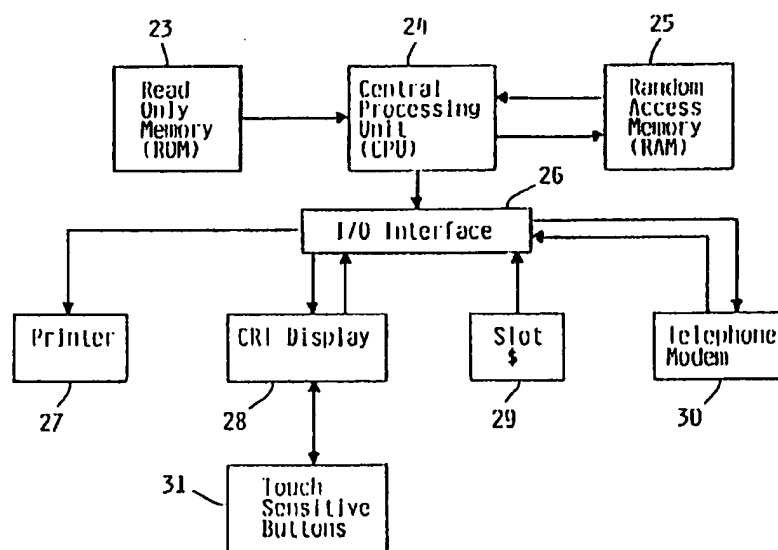 23
24
25
Read
Only
Memory
(ROM)
Central
Processing
Unit
(CPU)
Random
Access
Memory
(RAM)
26
I/O Interface
Printer
CRT Display
Slot
$
Telephone
Modem
27
28
29
30
31
Touch
Sensitive
Buttons